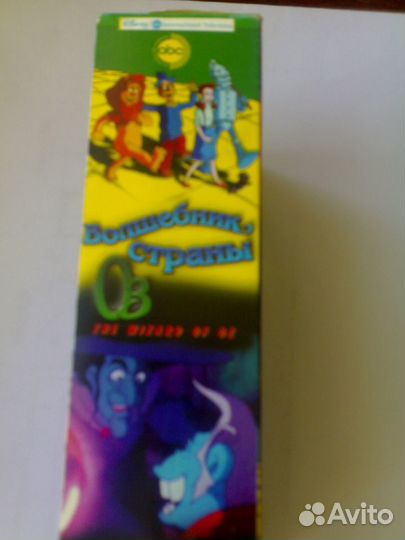 abc
Волшебник,
страны
Оз
THE WIZARD OF OZ
Avito